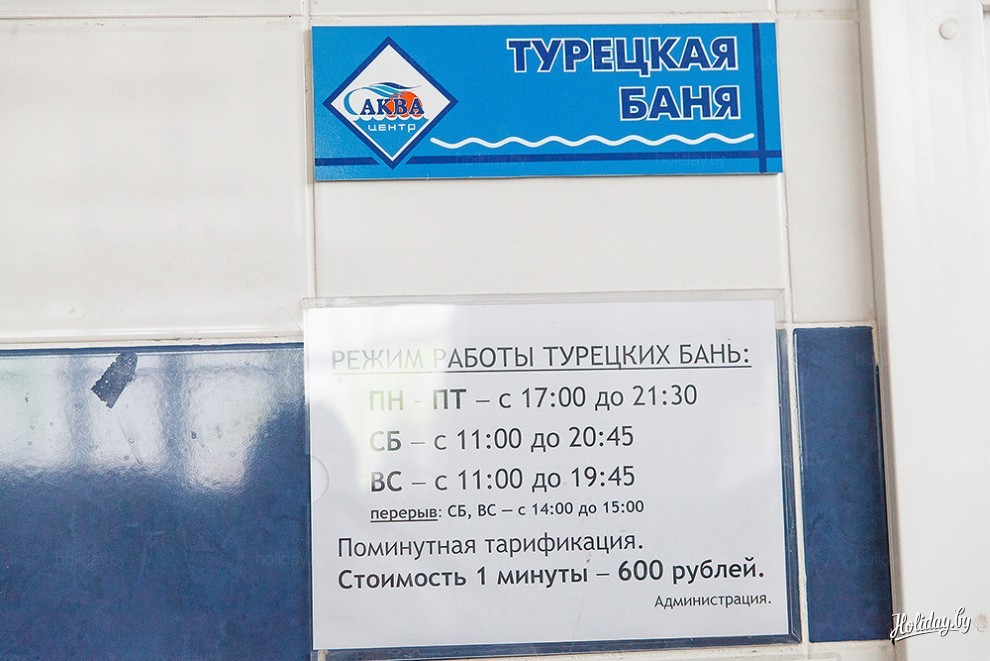 АКВА
центр
ТУРЕЦКАЯ
БАНЯ
РЕЖИМ РАБОТЫ ТУРЕЦКИХ БАНЬ:
ПН - ПТ – с 17:00 до 21:30
СБ – с 11:00 до 20:45
ВС – с 11:00 до 19:45
перерыв: СБ, ВС – с 14:00 до 15:00
Поминутная тарификация.
Стоимость 1 минуты – 600 рублей.
Администрация.
Holiday.by